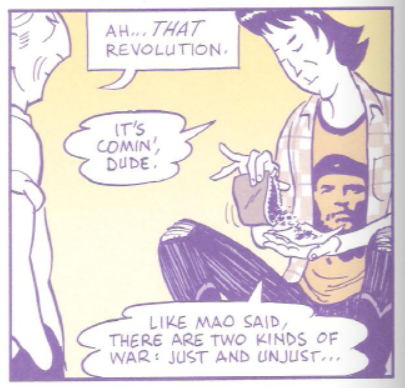 AH... THAT
REVOLUTION.
IT'S
COMIN',
DUDE.
LIKE MAO SAID,
THERE ARE TWO KINDS OF
WAR: JUST AND UNJUST...